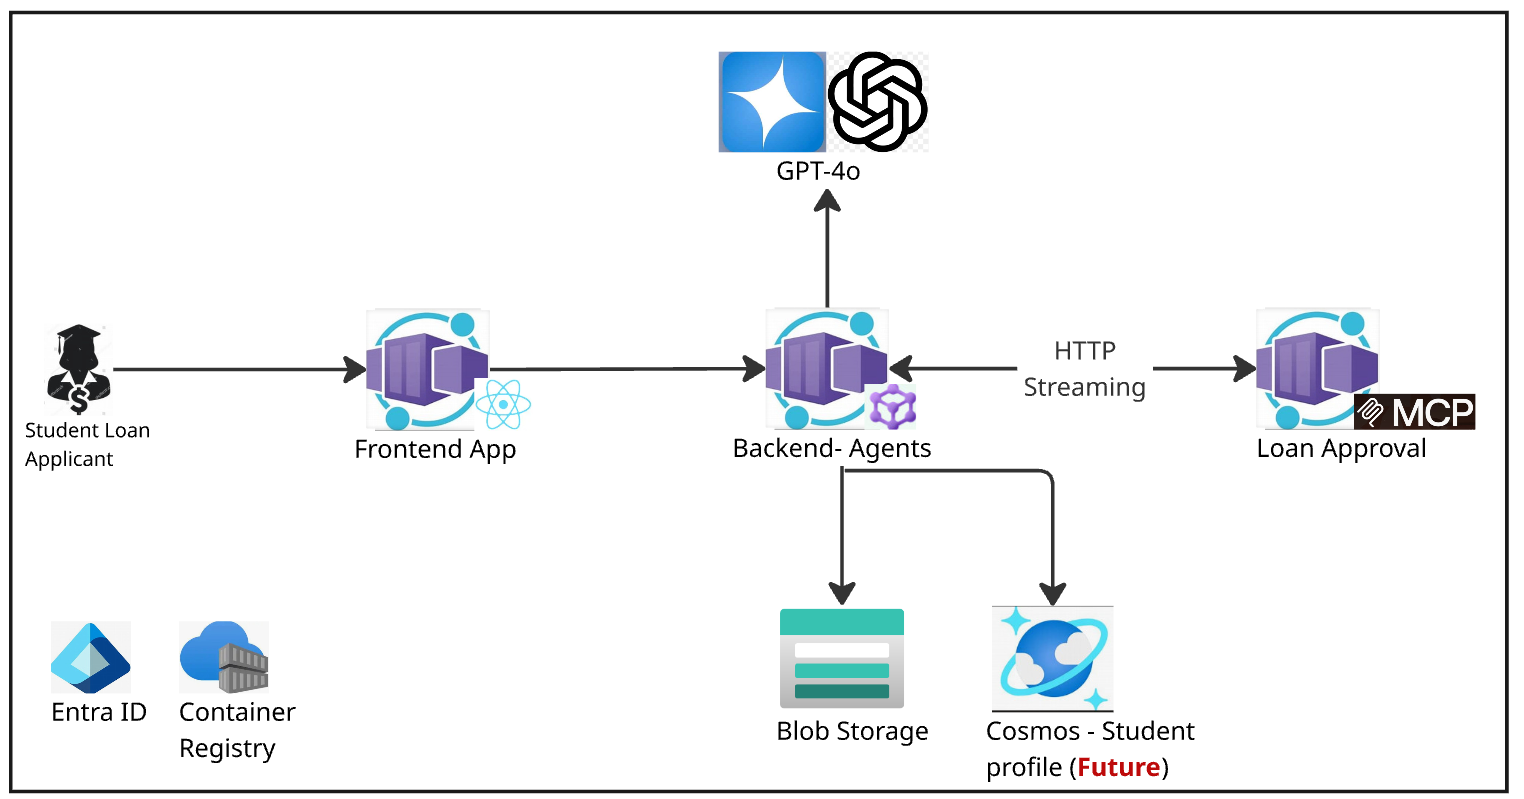 GPT-4o
HTTP
Streaming
MCP
Student Loan
Applicant
Frontend App
Backend- Agents
Loan Approval
Entra ID
Container
Registry
Blob Storage
Cosmos - Student
profile (Future)